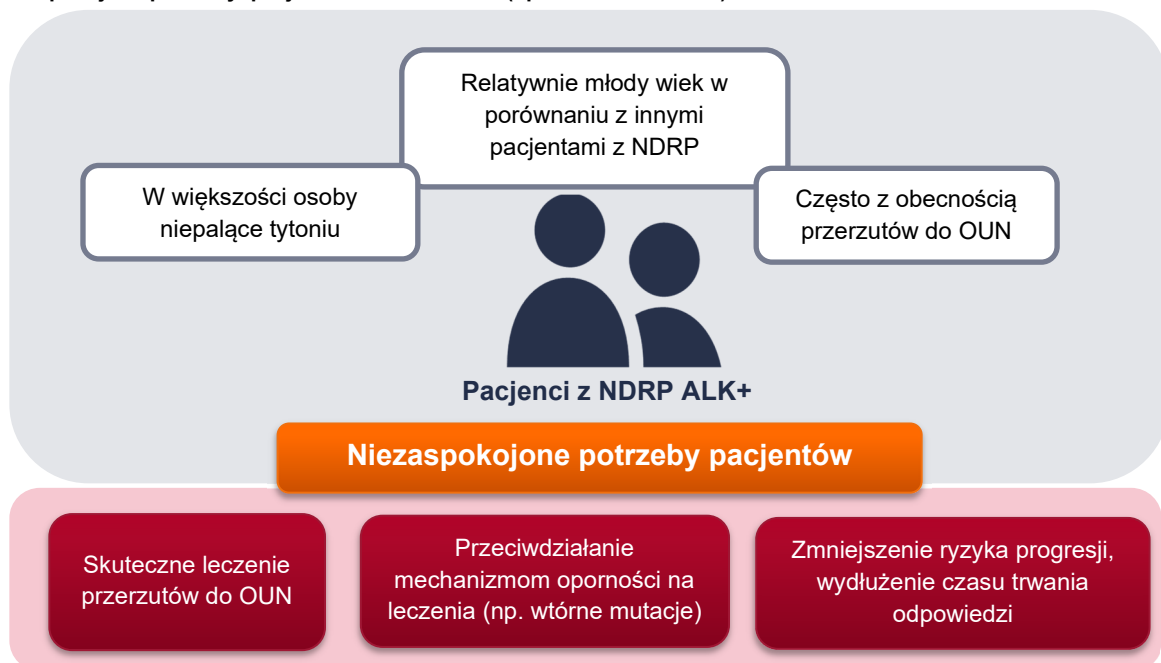 Relatywnie młody wiek w
porównaniu z innymi
pacjentami z NDRP
W większości osoby
niepalące tytoniu
Często z obecnością
przerzutów do OUN
Pacjenci z NDRP ALK+
Niezaspokojone potrzeby pacjentów
Skuteczne leczenie
przerzutów do OUN
Przeciwdziałanie
mechanizmom oporności na
leczenia (np. wtórne mutacje)
Zmniejszenie ryzyka progresji,
wydłużenie czasu trwania
odpowiedzi